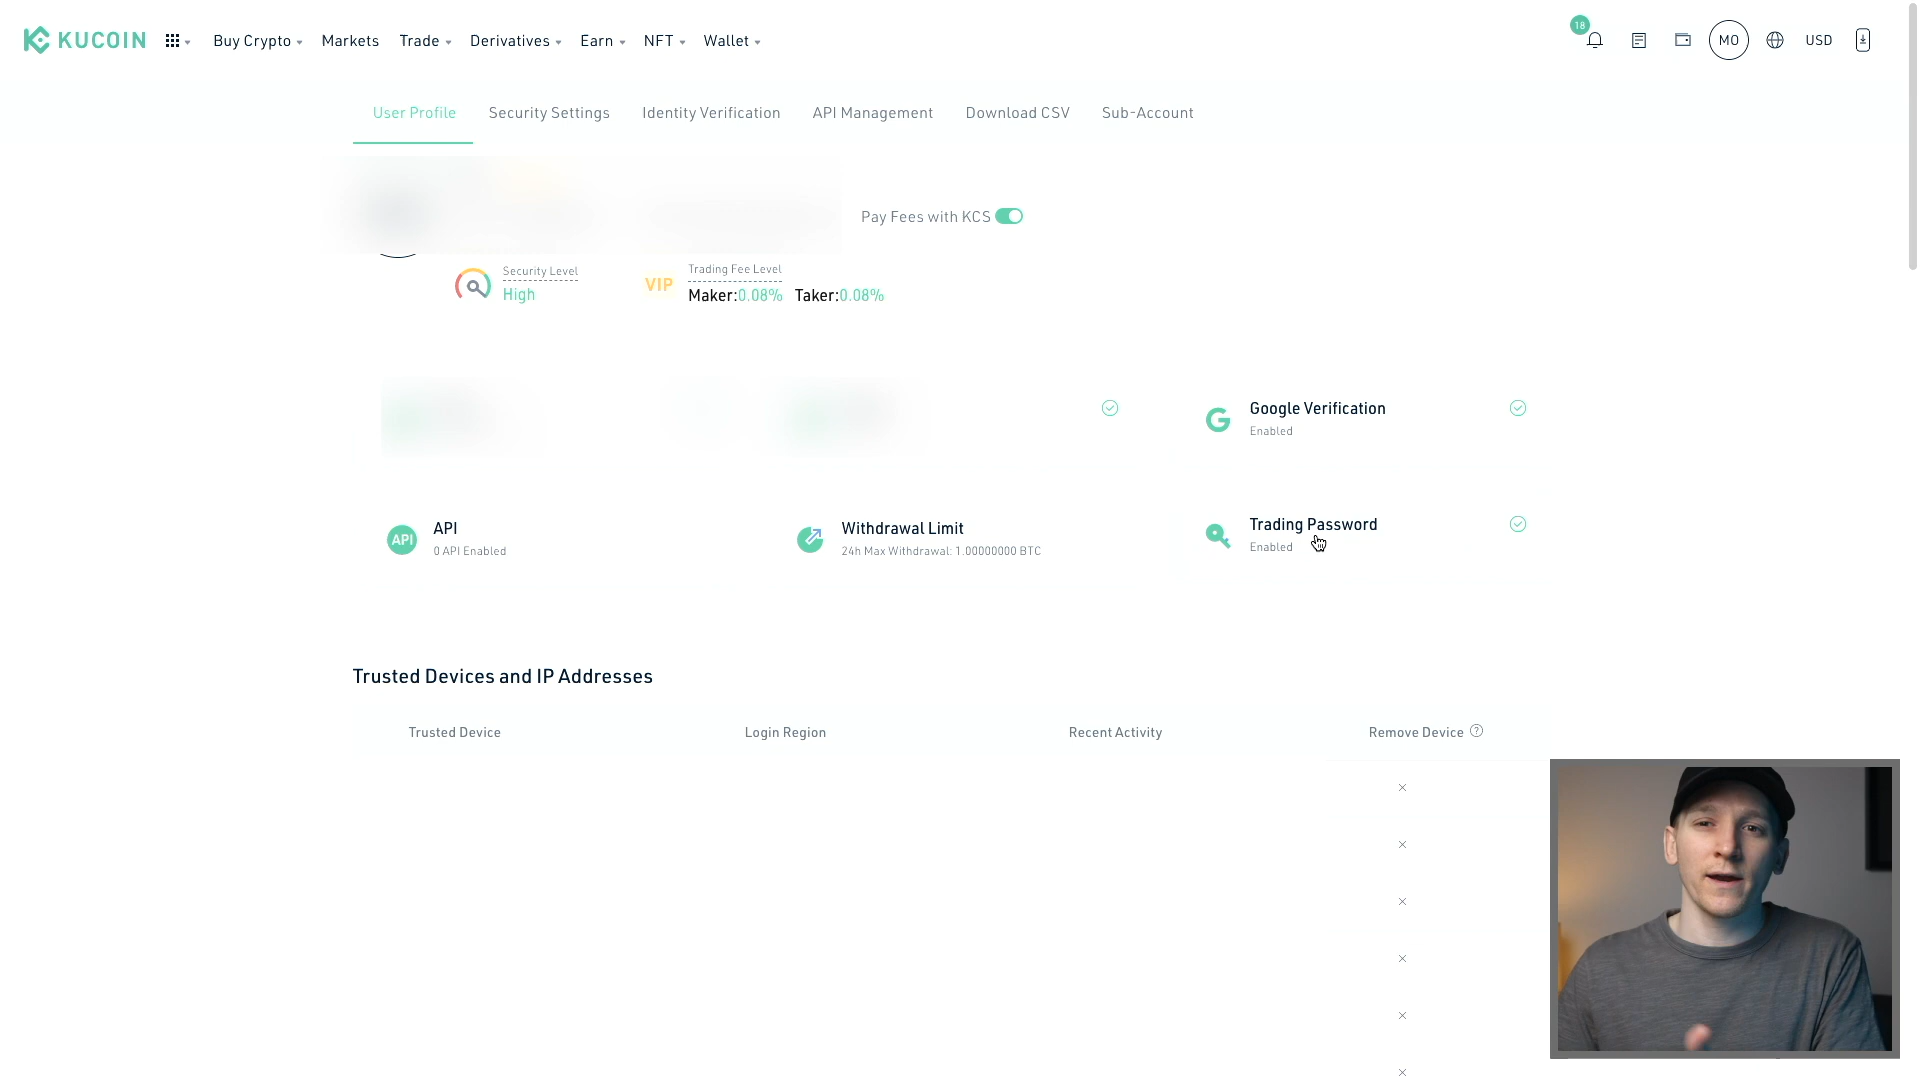 KUCOIN Buy Crypto Markets Trade Derivatives Earn NFT Wallet 18 MO USD
User Profile Security Settings Identity Verification API Management Download CSV Sub-Account
Pay Fees with KCS
Security Level
High
VIP
Trading Fee Level
Maker:0.08% Taker:0.08%
Google Verification
Enabled
API
API
0 API Enabled
Withdrawal Limit
24h Max Withdrawal: 1.00000000 BTC
Trading Password
Enabled
Trusted Devices and IP Addresses
Trusted Device Login Region Recent Activity Remove Device ?